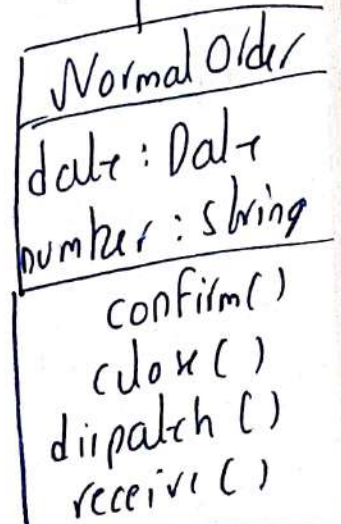 Normal Order
date : Date
number : string
confirm()
close()
dispatch()
receive()